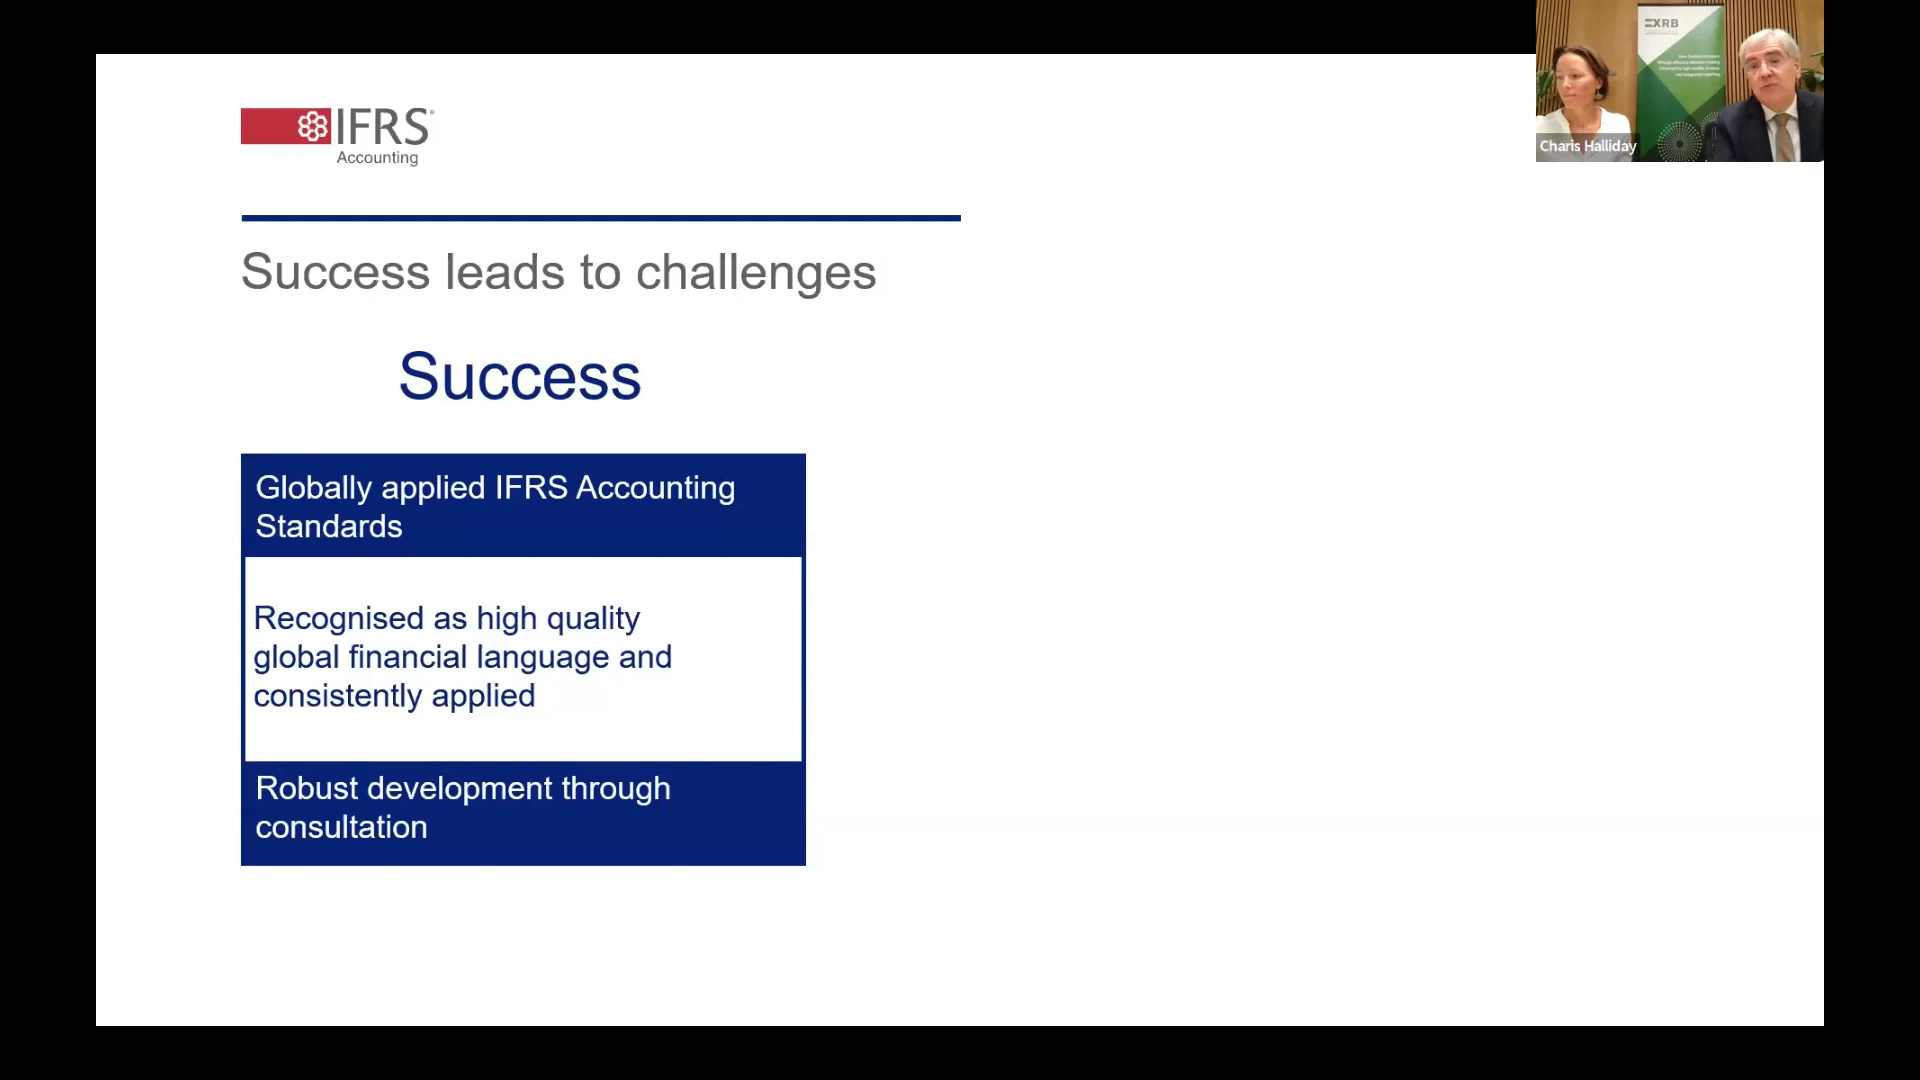 IFRS®
Accounting
Success leads to challenges
Success
Globally applied IFRS Accounting
Standards
Recognised as high quality
global financial language and
consistently applied
Robust development through
consultation
XRB
Charis Halliday